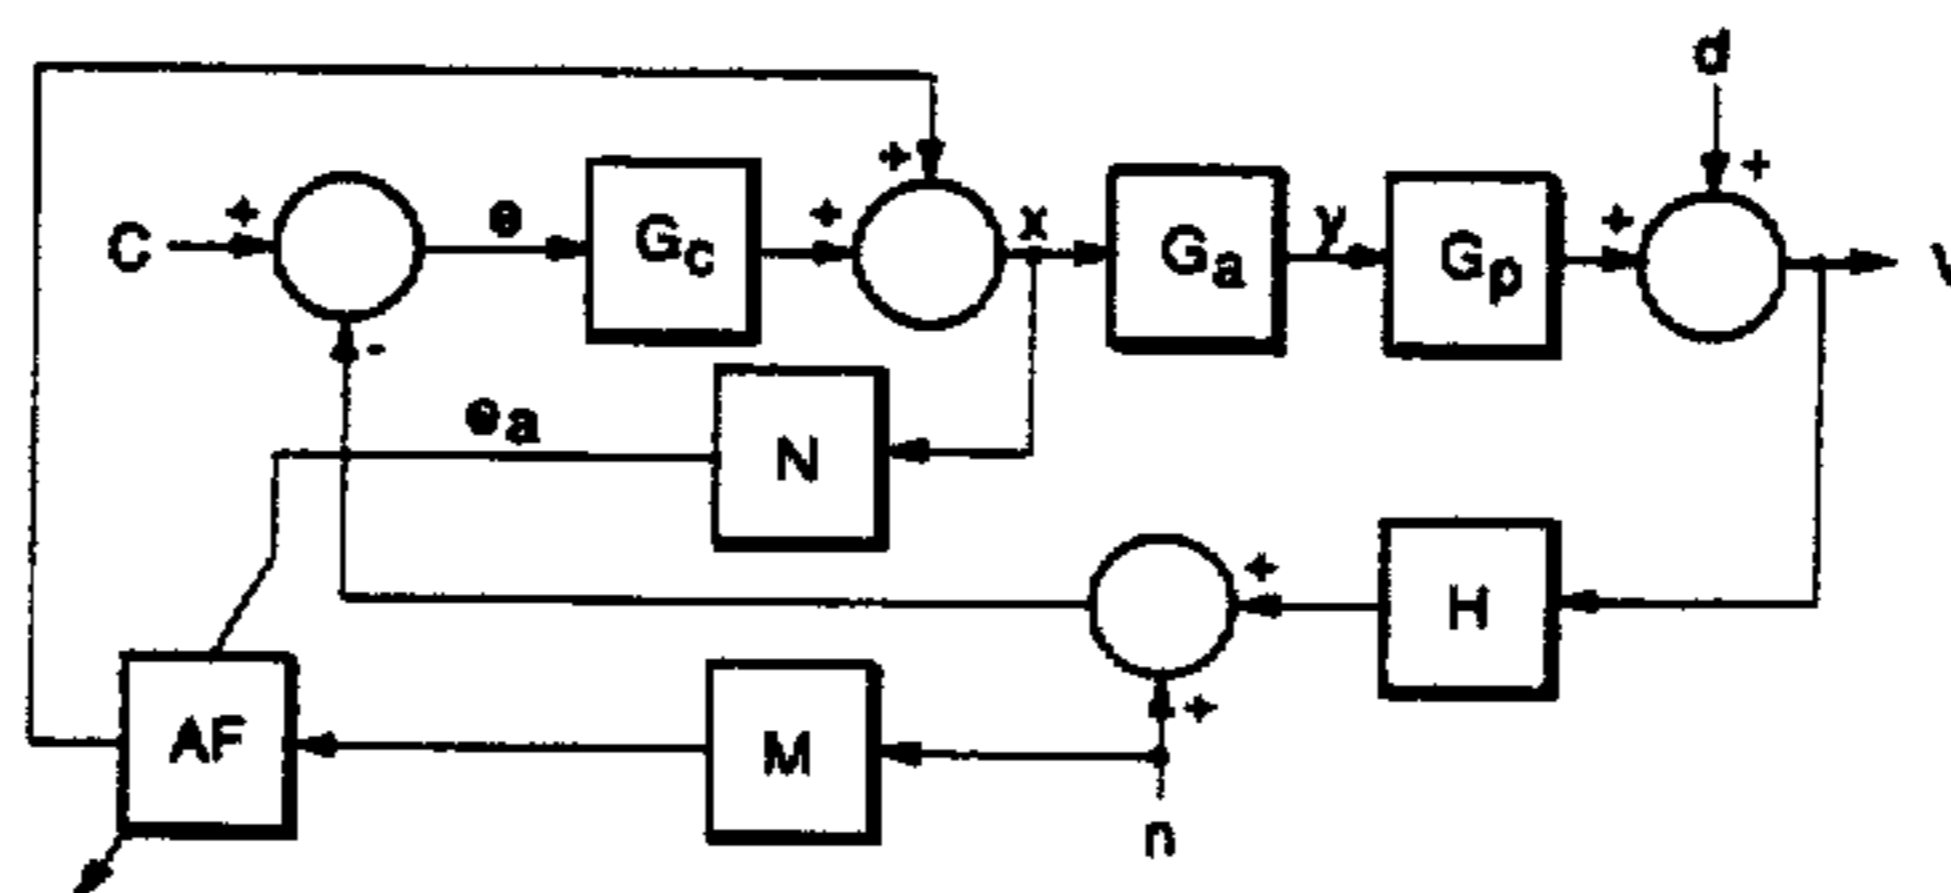 d
+
+
C
+
e
Gc
+
x
Ga
y
Gp
+
-
ea
N
+
H
AF
M
+
n